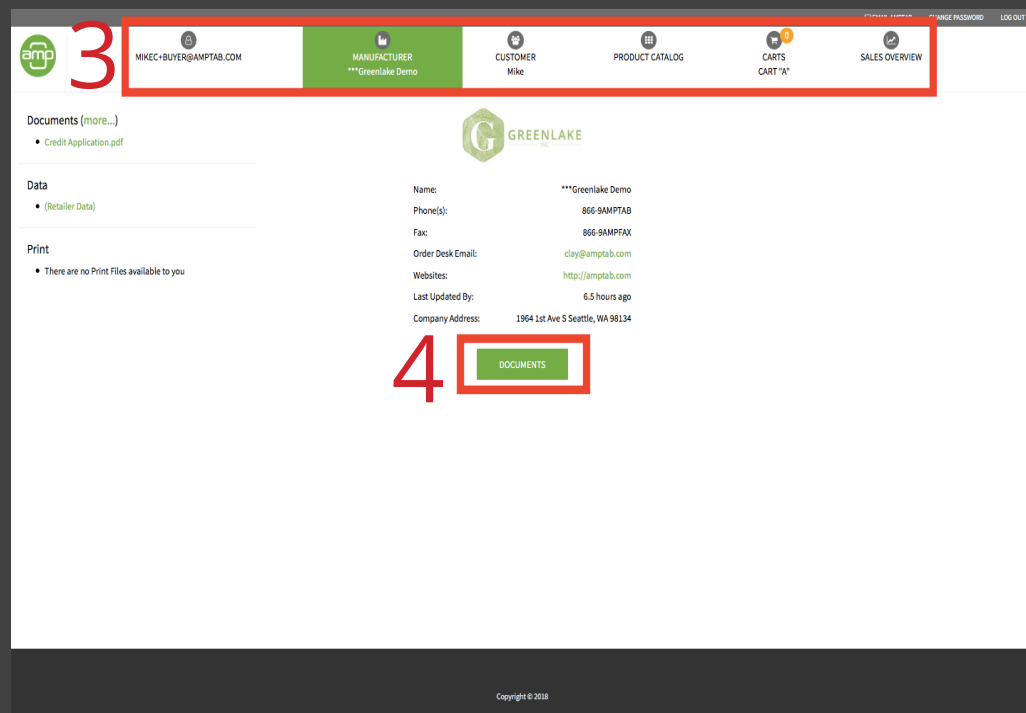 EMAIL AMPTAB CHANGE PASSWORD LOG OUT
amp
3
MIKEC+BUYER@AMPTAB.COM
MANUFACTURER
***Greenlake Demo
CUSTOMER
Mike
PRODUCT CATALOG
0
CARTS
CART "A"
SALES OVERVIEW
Documents (more...)
Credit Application.pdf
Data
(Retailer Data)
Print
There are no Print Files available to you
G GREENLAKE
INC
Name: ***Greenlake Demo
Phone(s): 866-9AMPTAB
Fax: 866-9AMPFAX
Order Desk Email: clay@amptab.com
Websites: http://amptab.com
Last Updated By: 6.5 hours ago
Company Address: 1964 1st Ave S Seattle, WA 98134
4
DOCUMENTS
Copyright © 2018